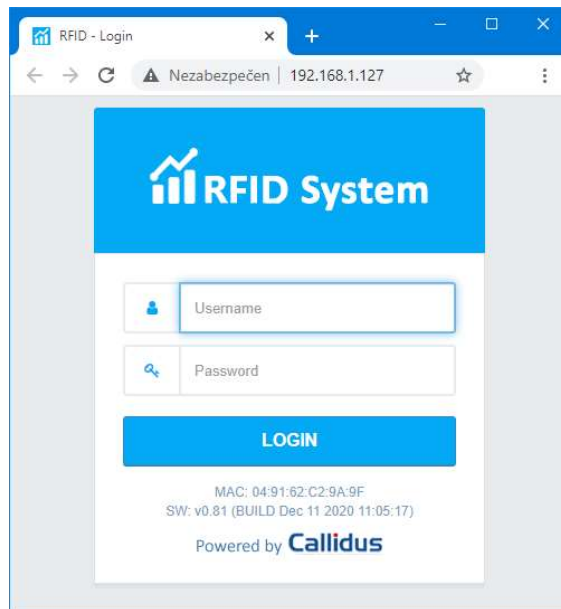 RFID - Login
Nezabezpečen | 192.168.1.127
RFID System
Username
Password
LOGIN
MAC: 04:91:62:C2:9A:9F
SW: v0.81 (BUILD Dec 11 2020 11:05:17)
Powered by Callidus